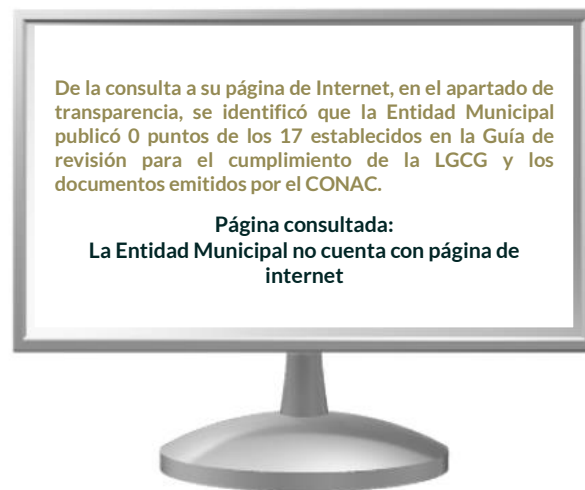 De la consulta a su página de Internet, en el apartado de
transparencia, se identificó que la Entidad Municipal
publicó 0 puntos de los 17 establecidos en la Guía de
revisión para el cumplimiento de la LGCG y los
documentos emitidos por el CONAC.
Página consultada:
La Entidad Municipal no cuenta con página de
internet